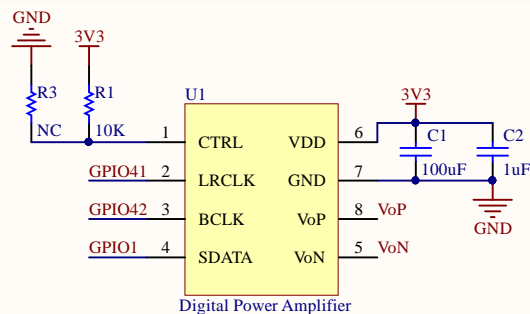 GND
3V3
R3
R1
U1
3V3
NC
10K
1
CTRL
VDD
6
C1
C2
GPIO41
2
LRCLK
GND
7
100uF
1uF
GPIO42
3
BCLK
VoP
8
VoP
GND
GPIO1
4
SDATA
VoN
5
VoN
Digital Power Amplifier